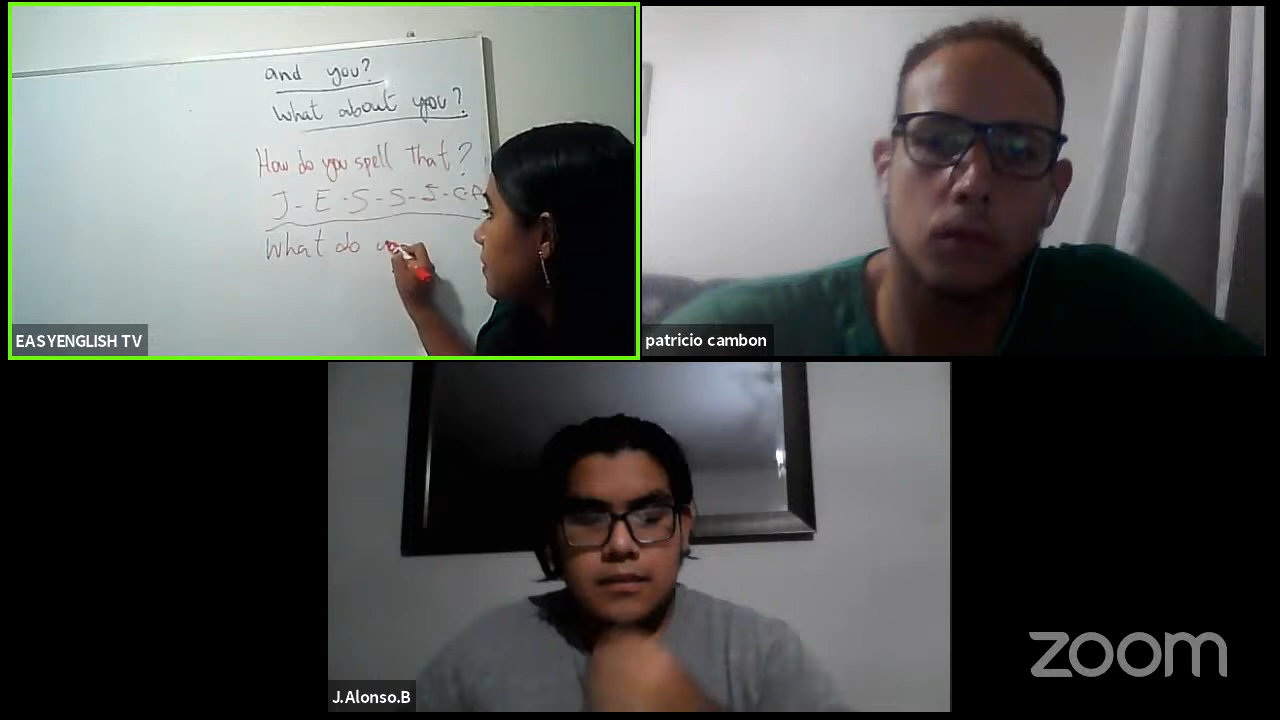 and you?
What about you?
How do you spell That?
J-E-S-S-I-C-A
What do
EASYENGLISH TV
patricio cambon
J.Alonso.B
zoom